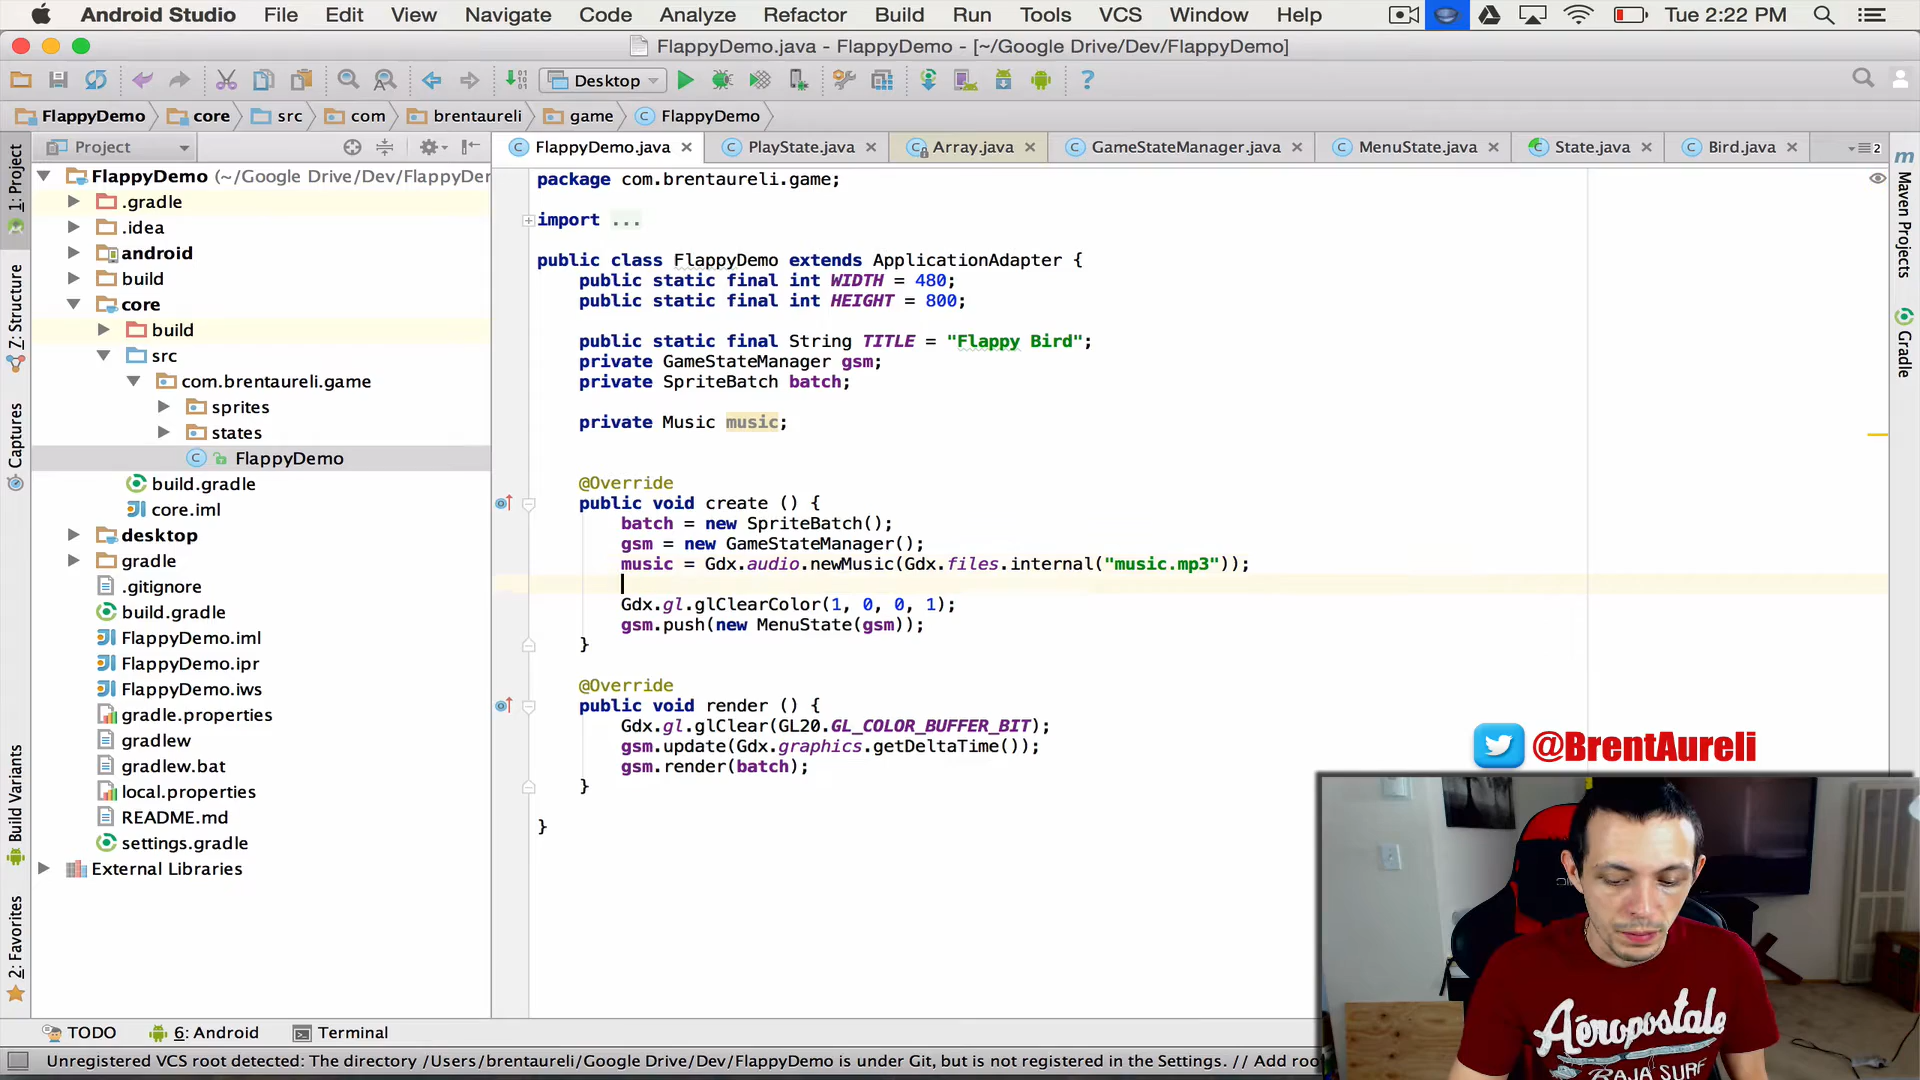 Android Studio File Edit View Navigate Code Analyze Refactor Build Run Tools VCS Window Help Tue 2:22 PM
FlappyDemo.java - FlappyDemo - [~/Google Drive/Dev/FlappyDemo]
Desktop
FlappyDemo core src com brentaureli game FlappyDemo
Project
FlappyDemo.java PlayState.java Array.java GameStateManager.java MenuState.java State.java Bird.java 2
1: Project
Z: Structure
Captures
Build Variants
2: Favorites
FlappyDemo (~/Google Drive/Dev/FlappyDer
.gradle
.idea
android
build
core
build
src
com.brentaureli.game
sprites
states
FlappyDemo
build.gradle
core.iml
desktop
gradle
.gitignore
build.gradle
FlappyDemo.iml
FlappyDemo.ipr
FlappyDemo.iws
gradle.properties
gradlew
gradlew.bat
local.properties
README.md
settings.gradle
External Libraries
package com.brentaureli.game;
import ...
public class FlappyDemo extends ApplicationAdapter {
public static final int WIDTH = 480;
public static final int HEIGHT = 800;
public static final String TITLE = "Flappy Bird";
private GameStateManager gsm;
private SpriteBatch batch;
private Music music;
@Override
public void create () {
batch = new SpriteBatch();
gsm = new GameStateManager();
music = Gdx.audio.newMusic(Gdx.files.internal("music.mp3"));
Gdx.gl.glClearColor(1, 0, 0, 1);
gsm.push(new MenuState(gsm));
}
@Override
public void render () {
Gdx.gl.glClear(GL20.GL_COLOR_BUFFER_BIT);
gsm.update(Gdx.graphics.getDeltaTime());
gsm.render(batch);
}
}
Maven Projects
Gradle
@BrentAureli
Aéropostale
BAJA SURF
TODO 6: Android Terminal
Unregistered VCS root detected: The directory /Users/brentaureli/Google Drive/Dev/FlappyDemo is under Git, but is not registered in the Settings. // Add roo